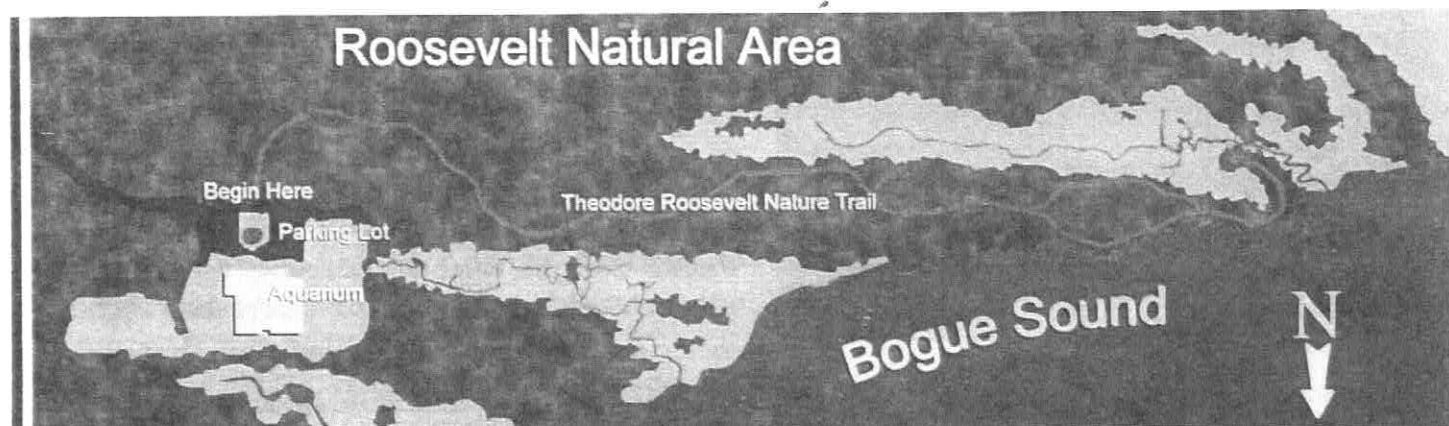 Roosevelt Natural Area
Begin Here
Theodore Roosevelt Nature Trail
Parking Lot
Aquarium
Bogue Sound
N